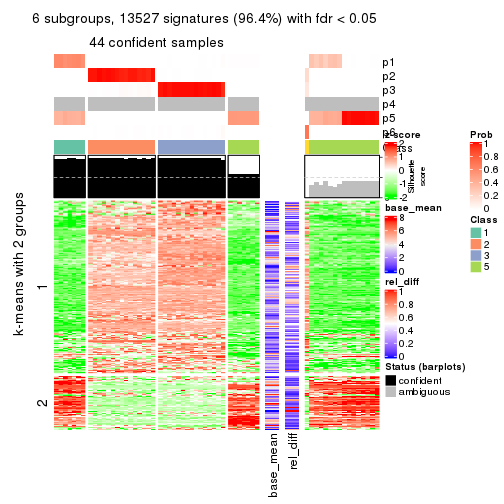 6 subgroups, 13527 signatures (96.4%) with fdr < 0.05
44 confident samples
p1
p2
p3
p4
p5
p6
Class
z-score
2
1
0
-1
-2
Silhouette
score
base_mean
8
6
4
2
0
rel_diff
1
0.8
0.6
0.4
0.2
0
Status (barplots)
confident
ambiguous
Prob
1
0.8
0.6
0.4
0.2
0
Class
1
2
3
5
k-means with 2 groups
1
2
base_mean
rel_diff